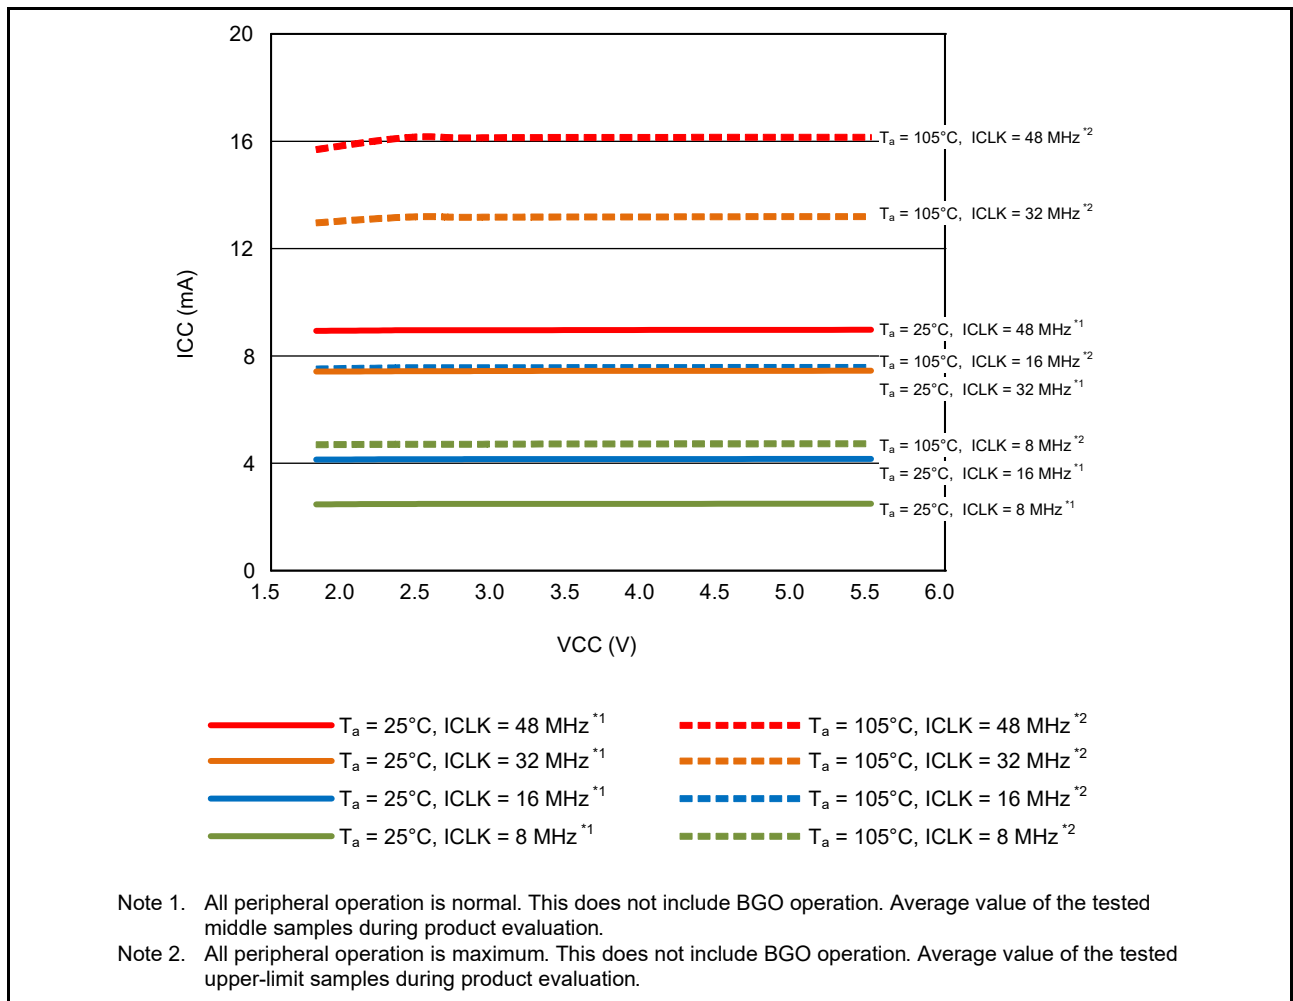 20
16
12
8
4
0
ICC (mA)
1.5 2.0 2.5 3.0 3.5 4.0 4.5 5.0 5.5 6.0
VCC (V)
Ta = 105°C, ICLK = 48 MHz *2
Ta = 105°C, ICLK = 32 MHz *2
Ta = 25°C, ICLK = 48 MHz *1
Ta = 105°C, ICLK = 16 MHz *2
Ta = 25°C, ICLK = 32 MHz *1
Ta = 105°C, ICLK = 8 MHz *2
Ta = 25°C, ICLK = 16 MHz *1
Ta = 25°C, ICLK = 8 MHz *1
Ta = 25°C, ICLK = 48 MHz *1
Ta = 105°C, ICLK = 48 MHz *2
Ta = 25°C, ICLK = 32 MHz *1
Ta = 105°C, ICLK = 32 MHz *2
Ta = 25°C, ICLK = 16 MHz *1
Ta = 105°C, ICLK = 16 MHz *2
Ta = 25°C, ICLK = 8 MHz *1
Ta = 105°C, ICLK = 8 MHz *2
Note 1. All peripheral operation is normal. This does not include BGO operation. Average value of the tested
middle samples during product evaluation.
Note 2. All peripheral operation is maximum. This does not include BGO operation. Average value of the tested
upper-limit samples during product evaluation.